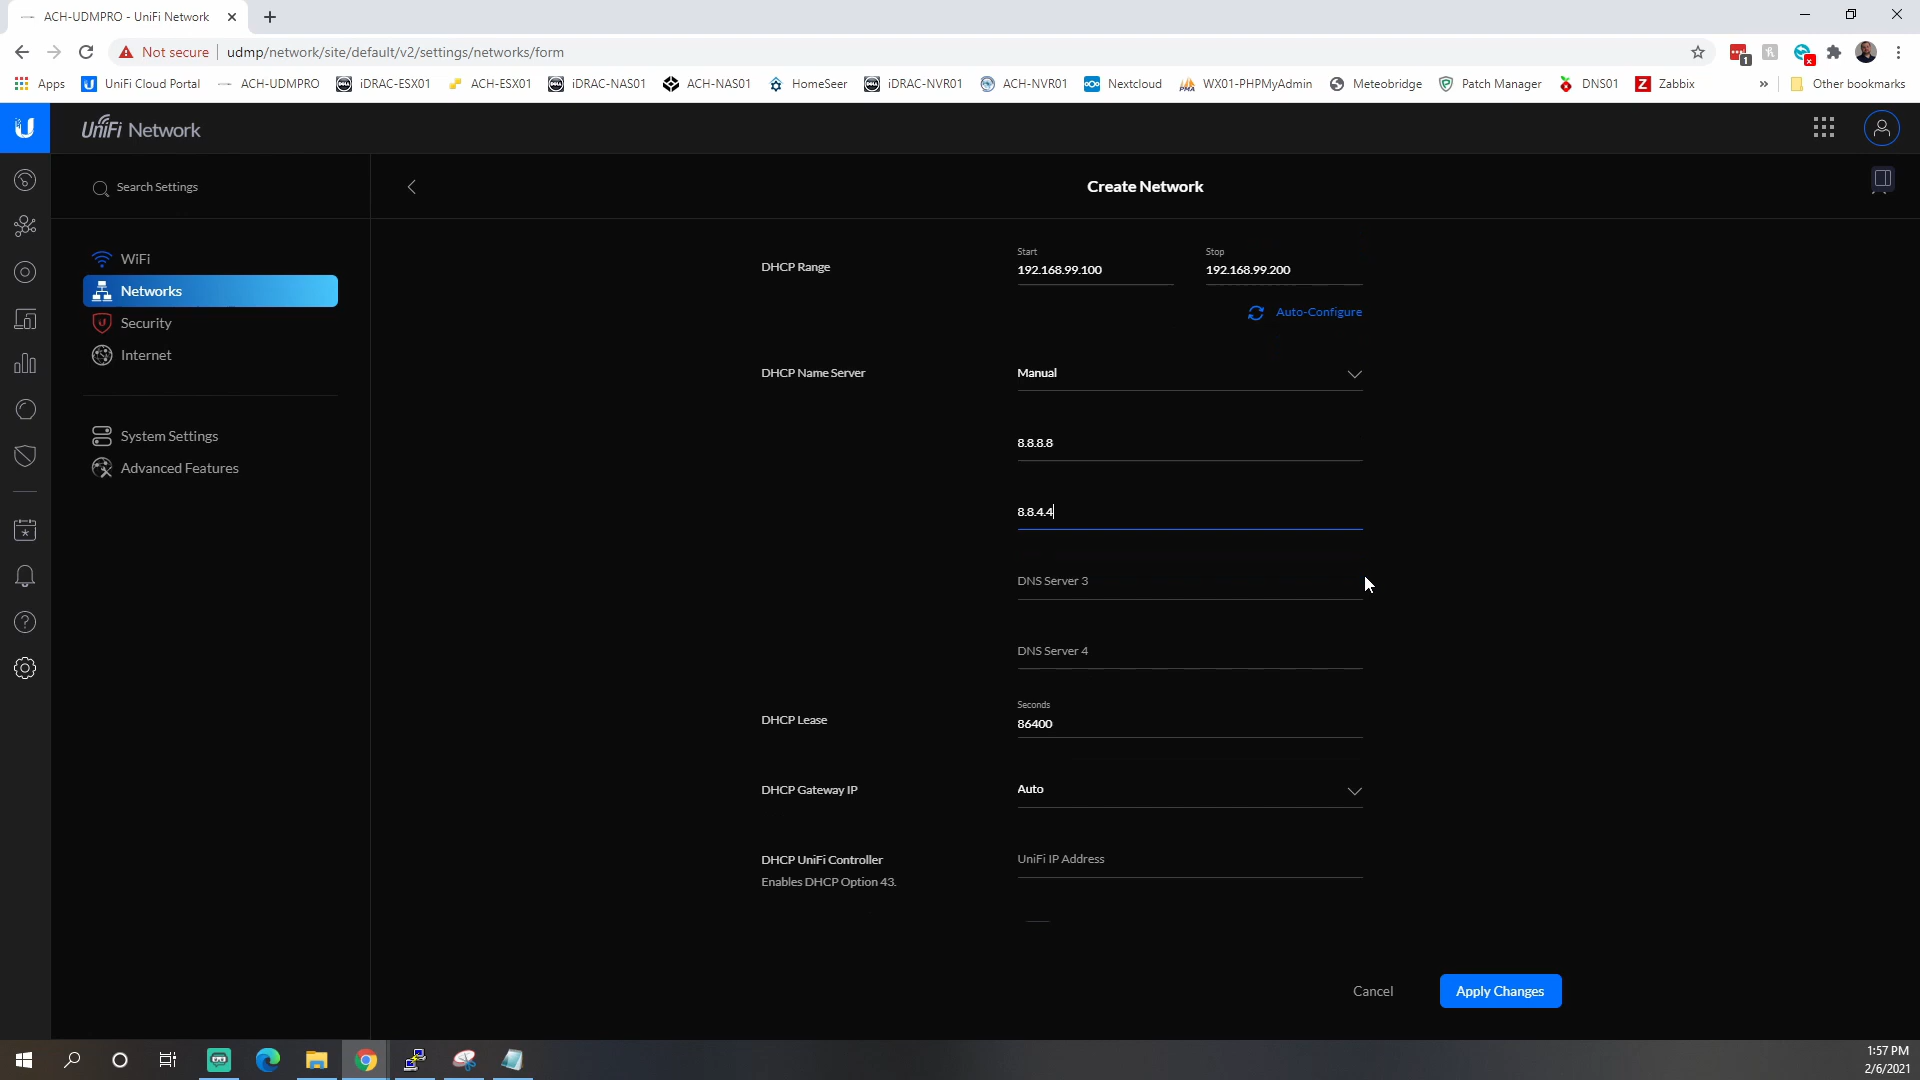 ACH-UDMPRO - UniFi Network
Not secure
udmp/network/site/default/v2/settings/networks/form
1
Apps
UniFi Cloud Portal
ACH-UDMPRO
iDRAC-ESX01
ACH-ESX01
iDRAC-NAS01
ACH-NAS01
HomeSeer
iDRAC-NVR01
ACH-NVR01
Nextcloud
WX01-PHPMyAdmin
Meteobridge
Patch Manager
DNS01
Zabbix
»
Other bookmarks
UniFi Network
Search Settings
Create Network
WiFi
Networks
Security
Internet
System Settings
Advanced Features
DHCP Range
Start
192.168.99.100
Stop
192.168.99.200
Auto-Configure
DHCP Name Server
Manual
8.8.8.8
8.8.4.4
DNS Server 3
DNS Server 4
DHCP Lease
Seconds
86400
DHCP Gateway IP
Auto
DHCP UniFi Controller
Enables DHCP Option 43.
UniFi IP Address
Cancel
Apply Changes
1:57 PM
2/6/2021